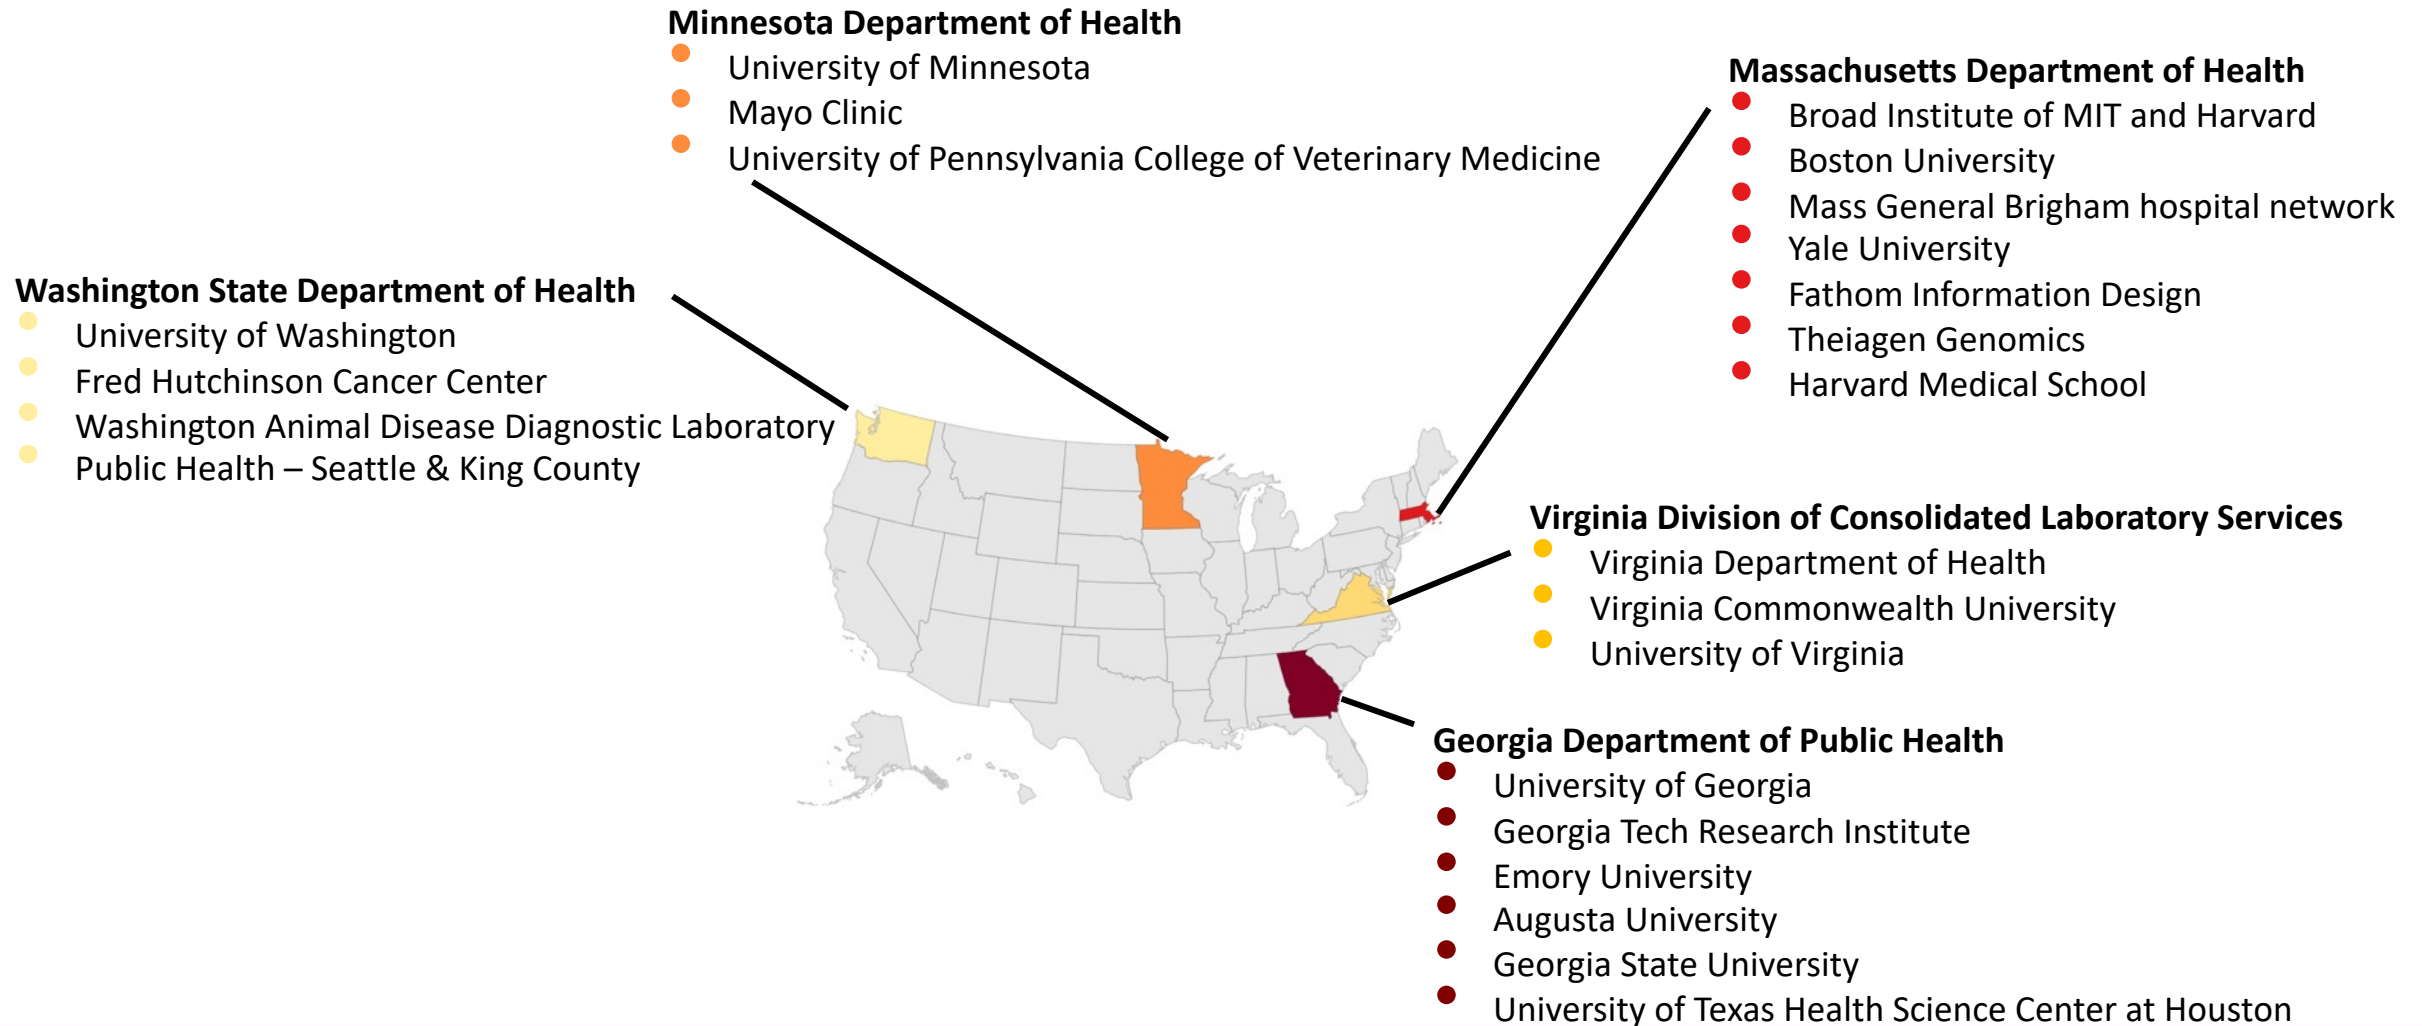 Minnesota Department of Health
University of Minnesota
Mayo Clinic
University of Pennsylvania College of Veterinary Medicine
Massachusetts Department of Health
Broad Institute of MIT and Harvard
Boston University
Mass General Brigham hospital network
Yale University
Fathom Information Design
Theiagen Genomics
Harvard Medical School
Washington State Department of Health
University of Washington
Fred Hutchinson Cancer Center
Washington Animal Disease Diagnostic Laboratory
Public Health – Seattle & King County
Virginia Division of Consolidated Laboratory Services
Virginia Department of Health
Virginia Commonwealth University
University of Virginia
Georgia Department of Public Health
University of Georgia
Georgia Tech Research Institute
Emory University
Augusta University
Georgia State University
University of Texas Health Science Center at Houston